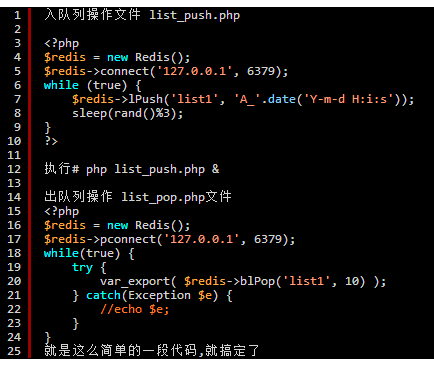 1 入队列操作文件 list_push.php
2
3 <?php
4 $redis = new Redis();
5 $redis->connect('127.0.0.1', 6379);
6 while (true) {
7     $redis->lPush('list1', 'A_'.date('Y-m-d H:i:s'));
8     sleep(rand()%3);
9 }
10 ?>
11
12 执行# php list_push.php &
13
14 出队列操作 list_pop.php文件
15 <?php
16 $redis = new Redis();
17 $redis->pconnect('127.0.0.1', 6379);
18 while(true) {
19     try {
20         var_export( $redis->blPop('list1', 10) );
21     } catch(Exception $e) {
22         //echo $e;
23     }
24 }
25 就是这么简单的一段代码,就搞定了